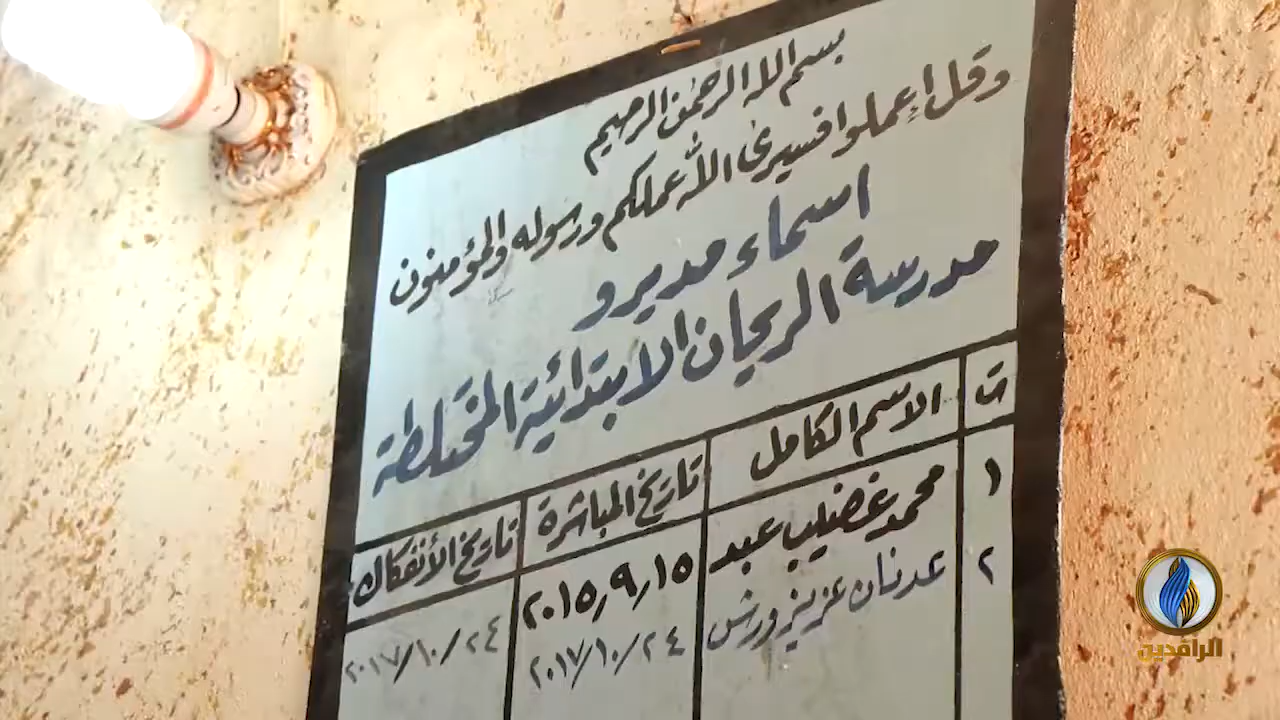 بسم الله الرحمن الرحيم
وقل إعملوا فسيرى الله عملكم ورسوله والمؤمنون
اسماء مديرو
مدرسة الريحان الابتدائية المختلطة
ت الاسم الكامل تاريخ المباشرة تاريخ الأنفكاك
١ محمد غضيب عبد ٢٠١٥/٩/١٥
٢ عدنان عزيز ورش ٢٠١٧/١٠/٢٤ ٢٠١٧/١٠/٢٤
الرافدين